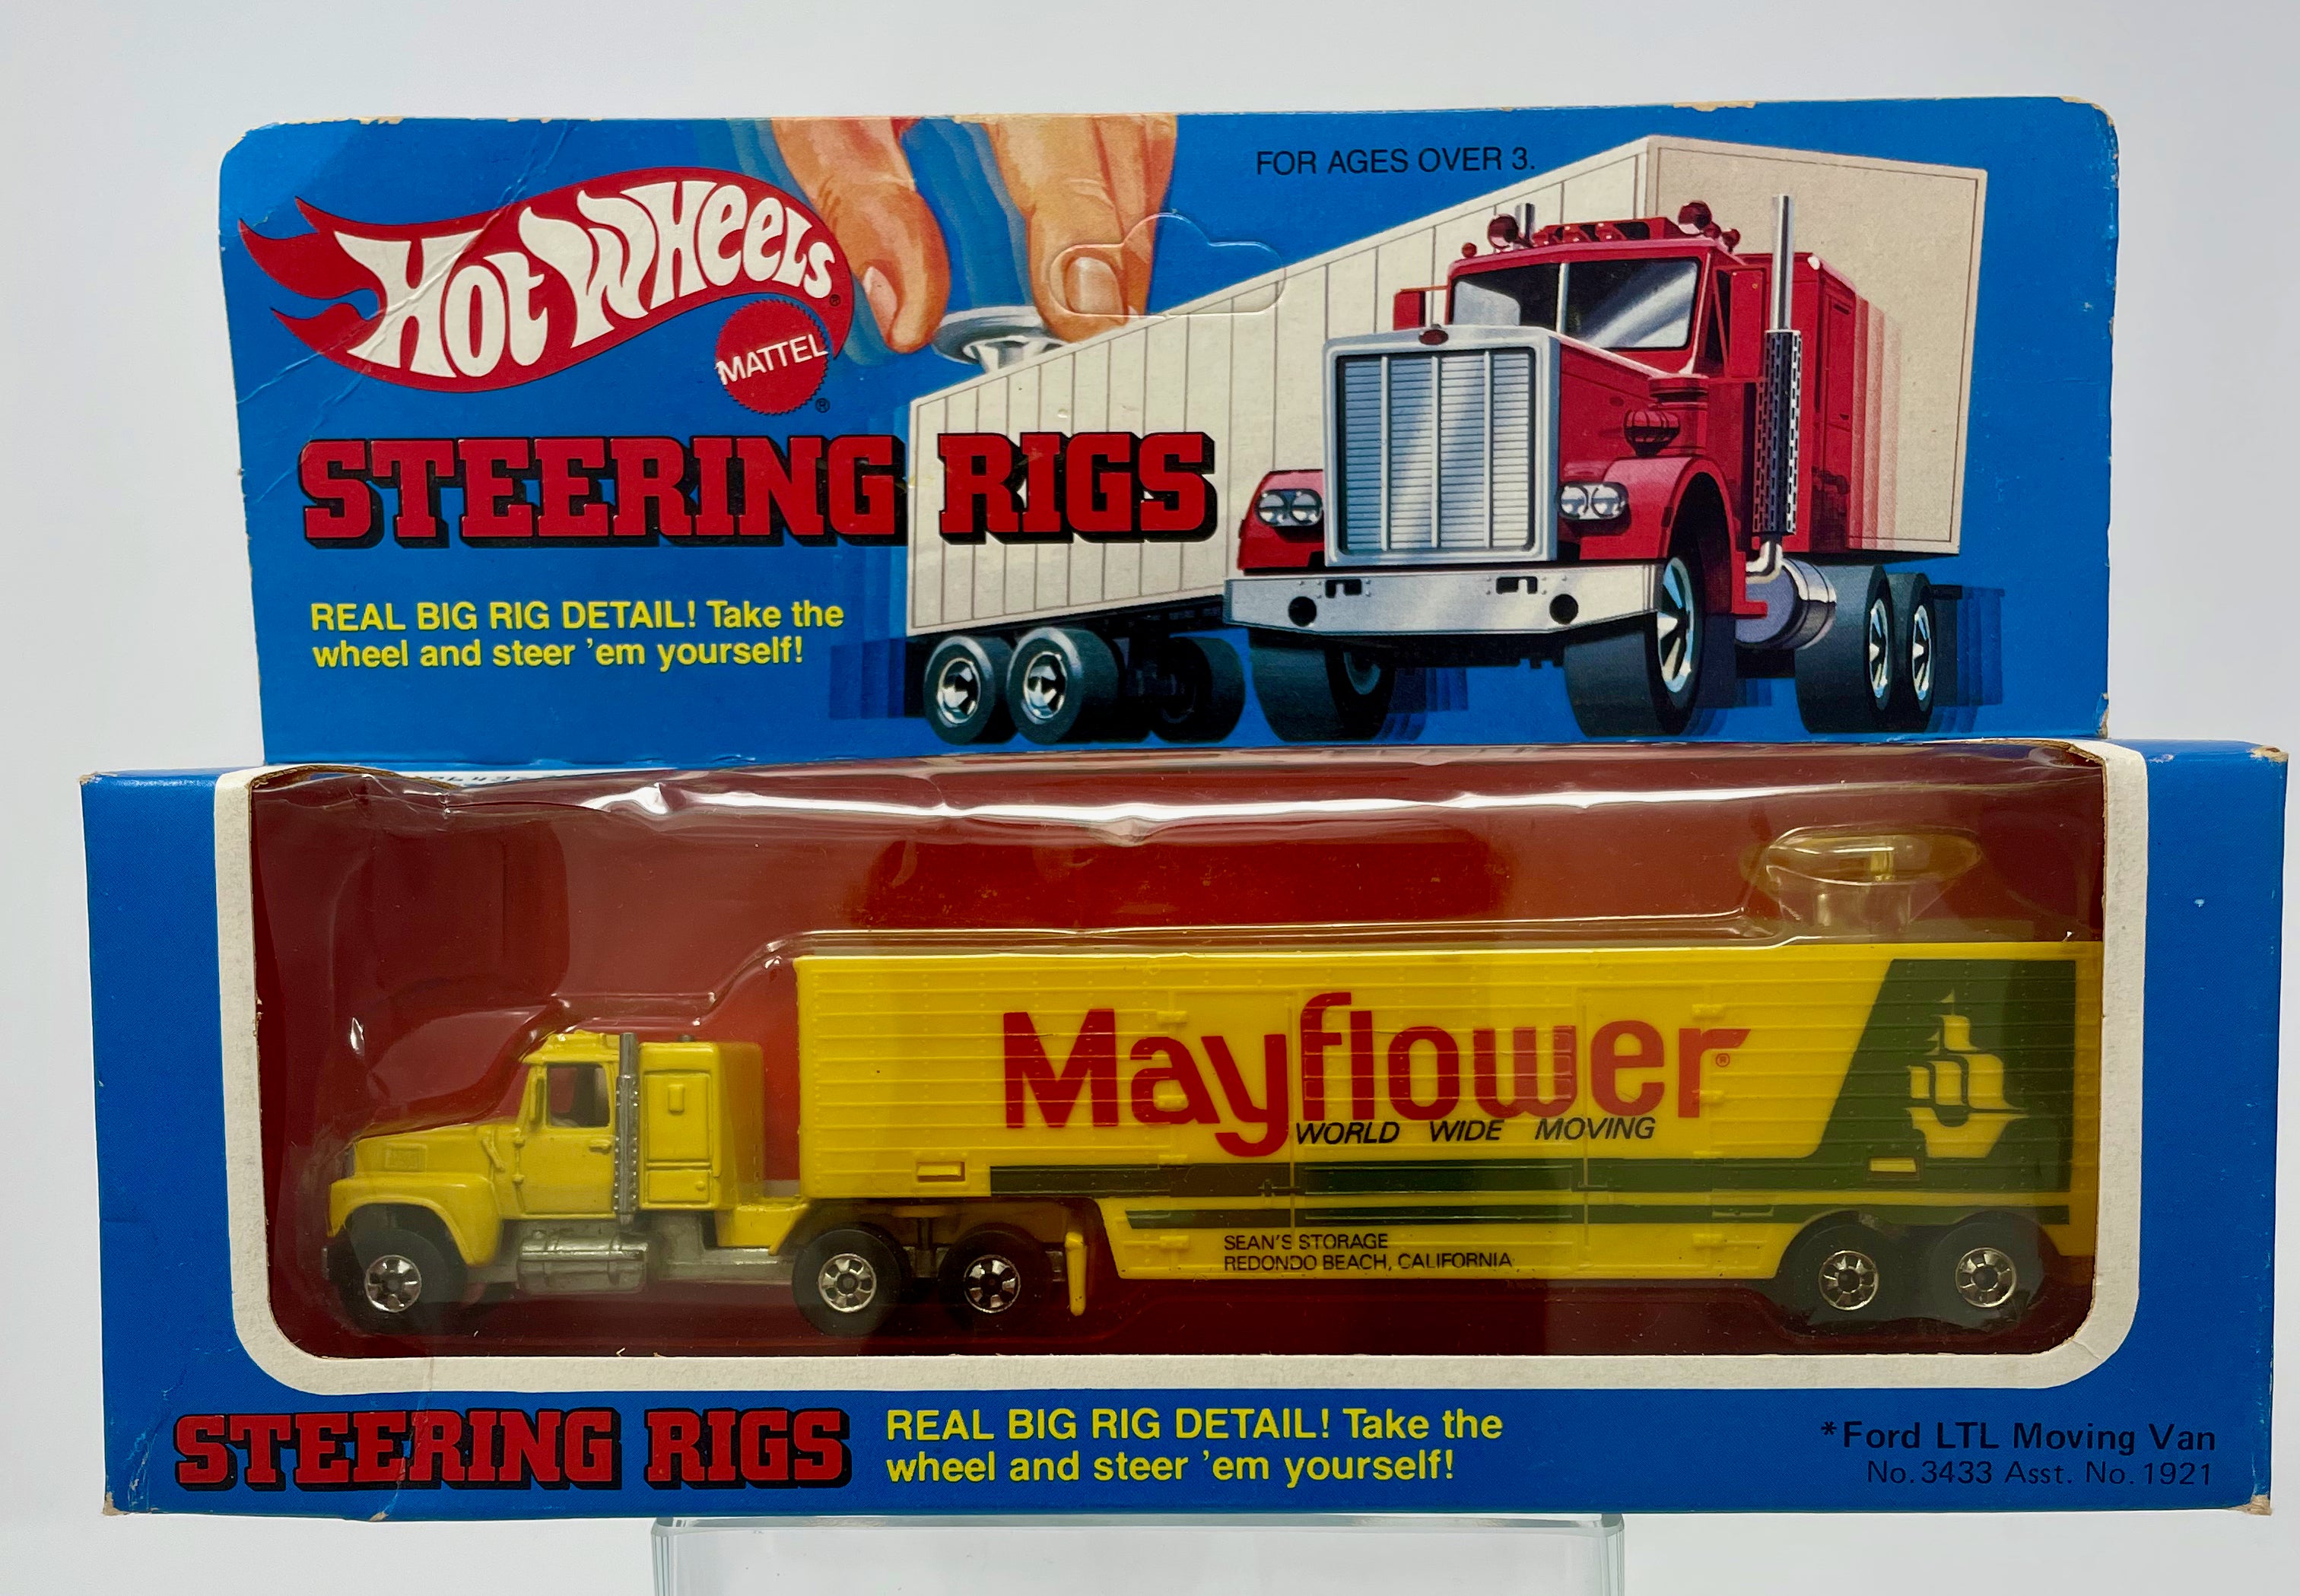 FOR AGES OVER 3.
HOT WHEELS®
MATTEL®
STEERING RIGS
REAL BIG RIG DETAIL! Take the
wheel and steer 'em yourself!
Mayflower®
WORLD WIDE MOVING
SEAN'S STORAGE
REDONDO BEACH, CALIFORNIA
STEERING RIGS
REAL BIG RIG DETAIL! Take the
wheel and steer 'em yourself!
*Ford LTL Moving Van
No. 3433 Asst. No. 1921